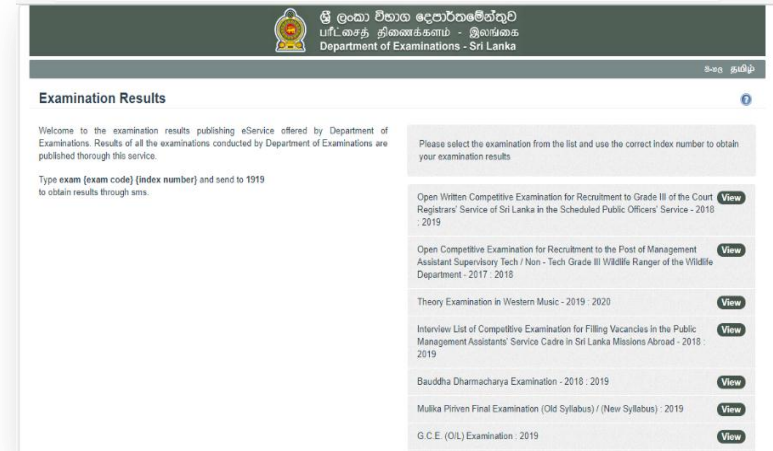 ශ්‍රී ලංකා විභාග දෙපාර්තමේන්තුව
பரீட்சைத் திணைக்களம் - இலங்கை
Department of Examinations - Sri Lanka
සිංහල தமிழ்
Examination Results
Welcome to the examination results publishing eService offered by Department of
Examinations. Results of all the examinations conducted by Department of Examinations are
published thorough this service.
Type exam {exam code} {index number} and send to 1919
to obtain results through sms.
Please select the examination from the list and use the correct index number to obtain
your examination results
Open Written Competitive Examination for Recruitment to Grade III of the Court View
Registrars' Service of Sri Lanka in the Scheduled Public Officers' Service - 2018
: 2019
Open Competitive Examination for Recruitment to the Post of Management View
Assistant Supervisory Tech / Non - Tech Grade III Wildlife Ranger of the Wildlife
Department - 2017 : 2018
Theory Examination in Western Music - 2019 : 2020 View
Interview List of Competitive Examination for Filling Vacancies in the Public View
Management Assistants' Service Cadre in Sri Lanka Missions Abroad - 2018 :
2019
Bauddha Dharmacharya Examination - 2018 : 2019 View
Mulika Piriven Final Examination (Old Syllabus) / (New Syllabus) : 2019 View
G.C.E. (O/L) Examination : 2019 View